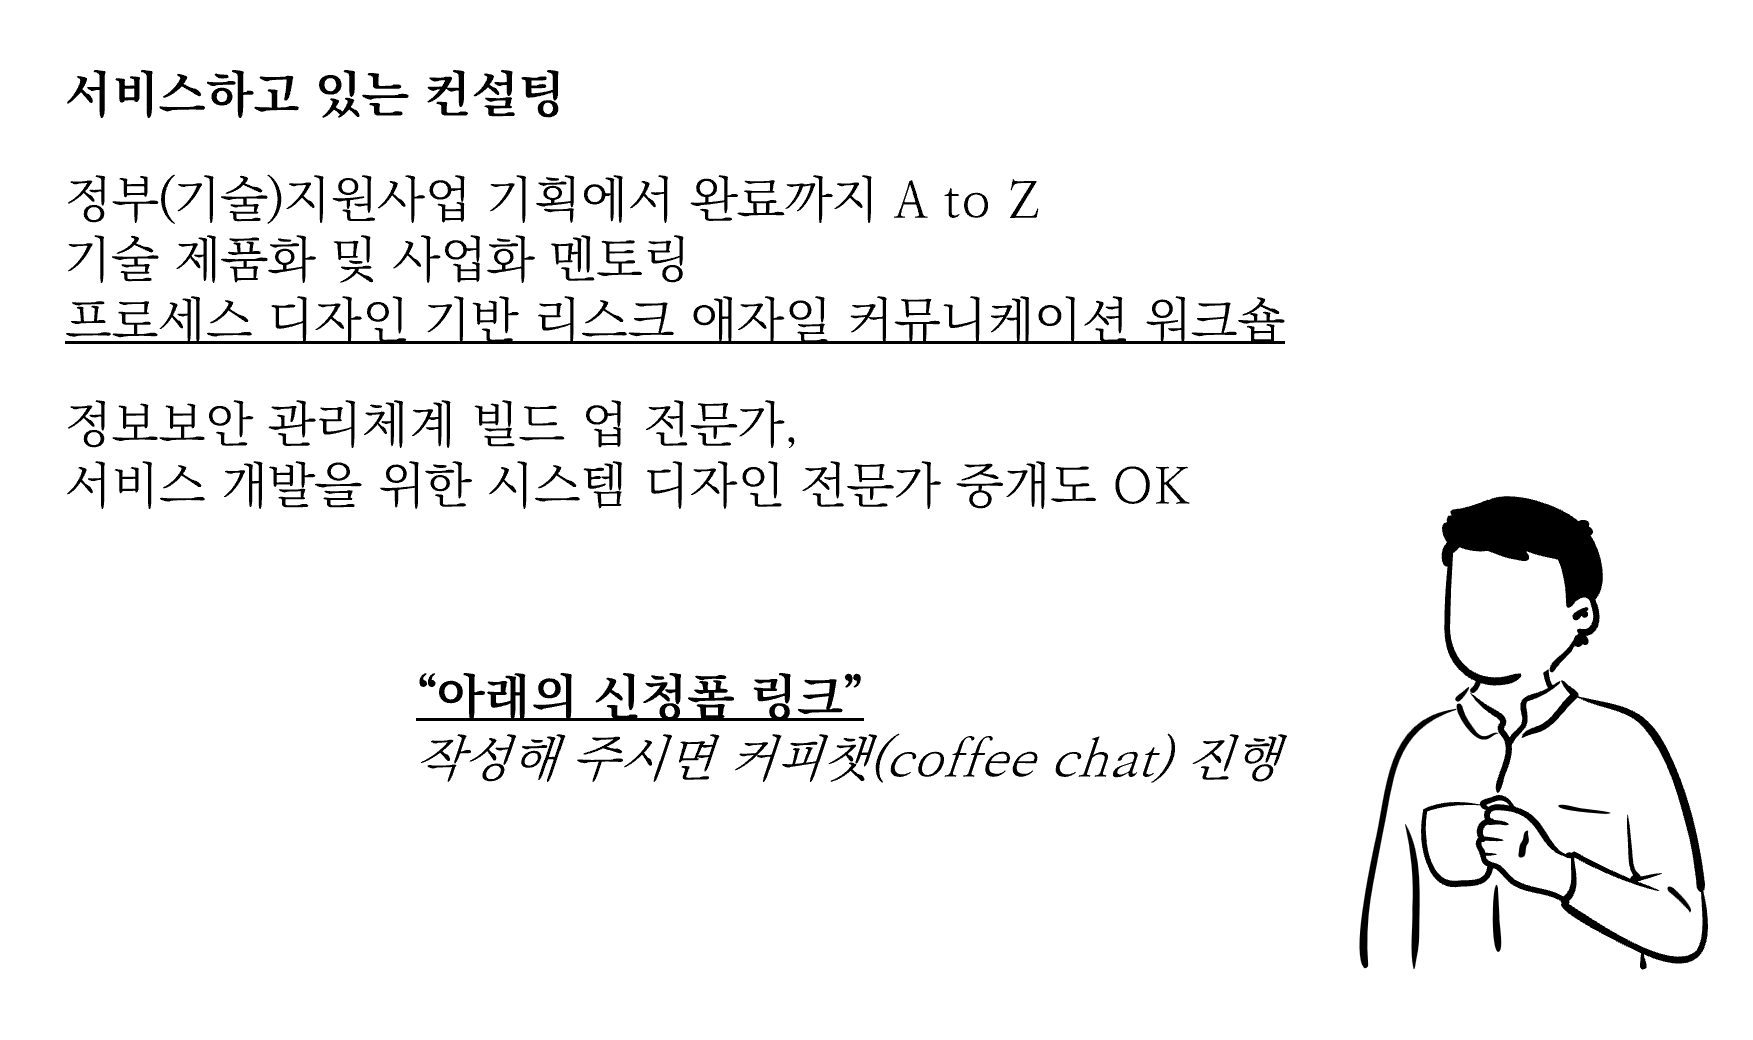 서비스하고 있는 컨설팅
정부(기술)지원사업 기획에서 완료까지 A to Z
기술 제품화 및 사업화 멘토링
프로세스 디자인 기반 리스크 애자일 커뮤니케이션 워크숍
정보보안 관리체계 빌드 업 전문가,
서비스 개발을 위한 시스템 디자인 전문가 중개도 OK
“아래의 신청폼 링크”
작성해 주시면 커피챗(coffee chat) 진행